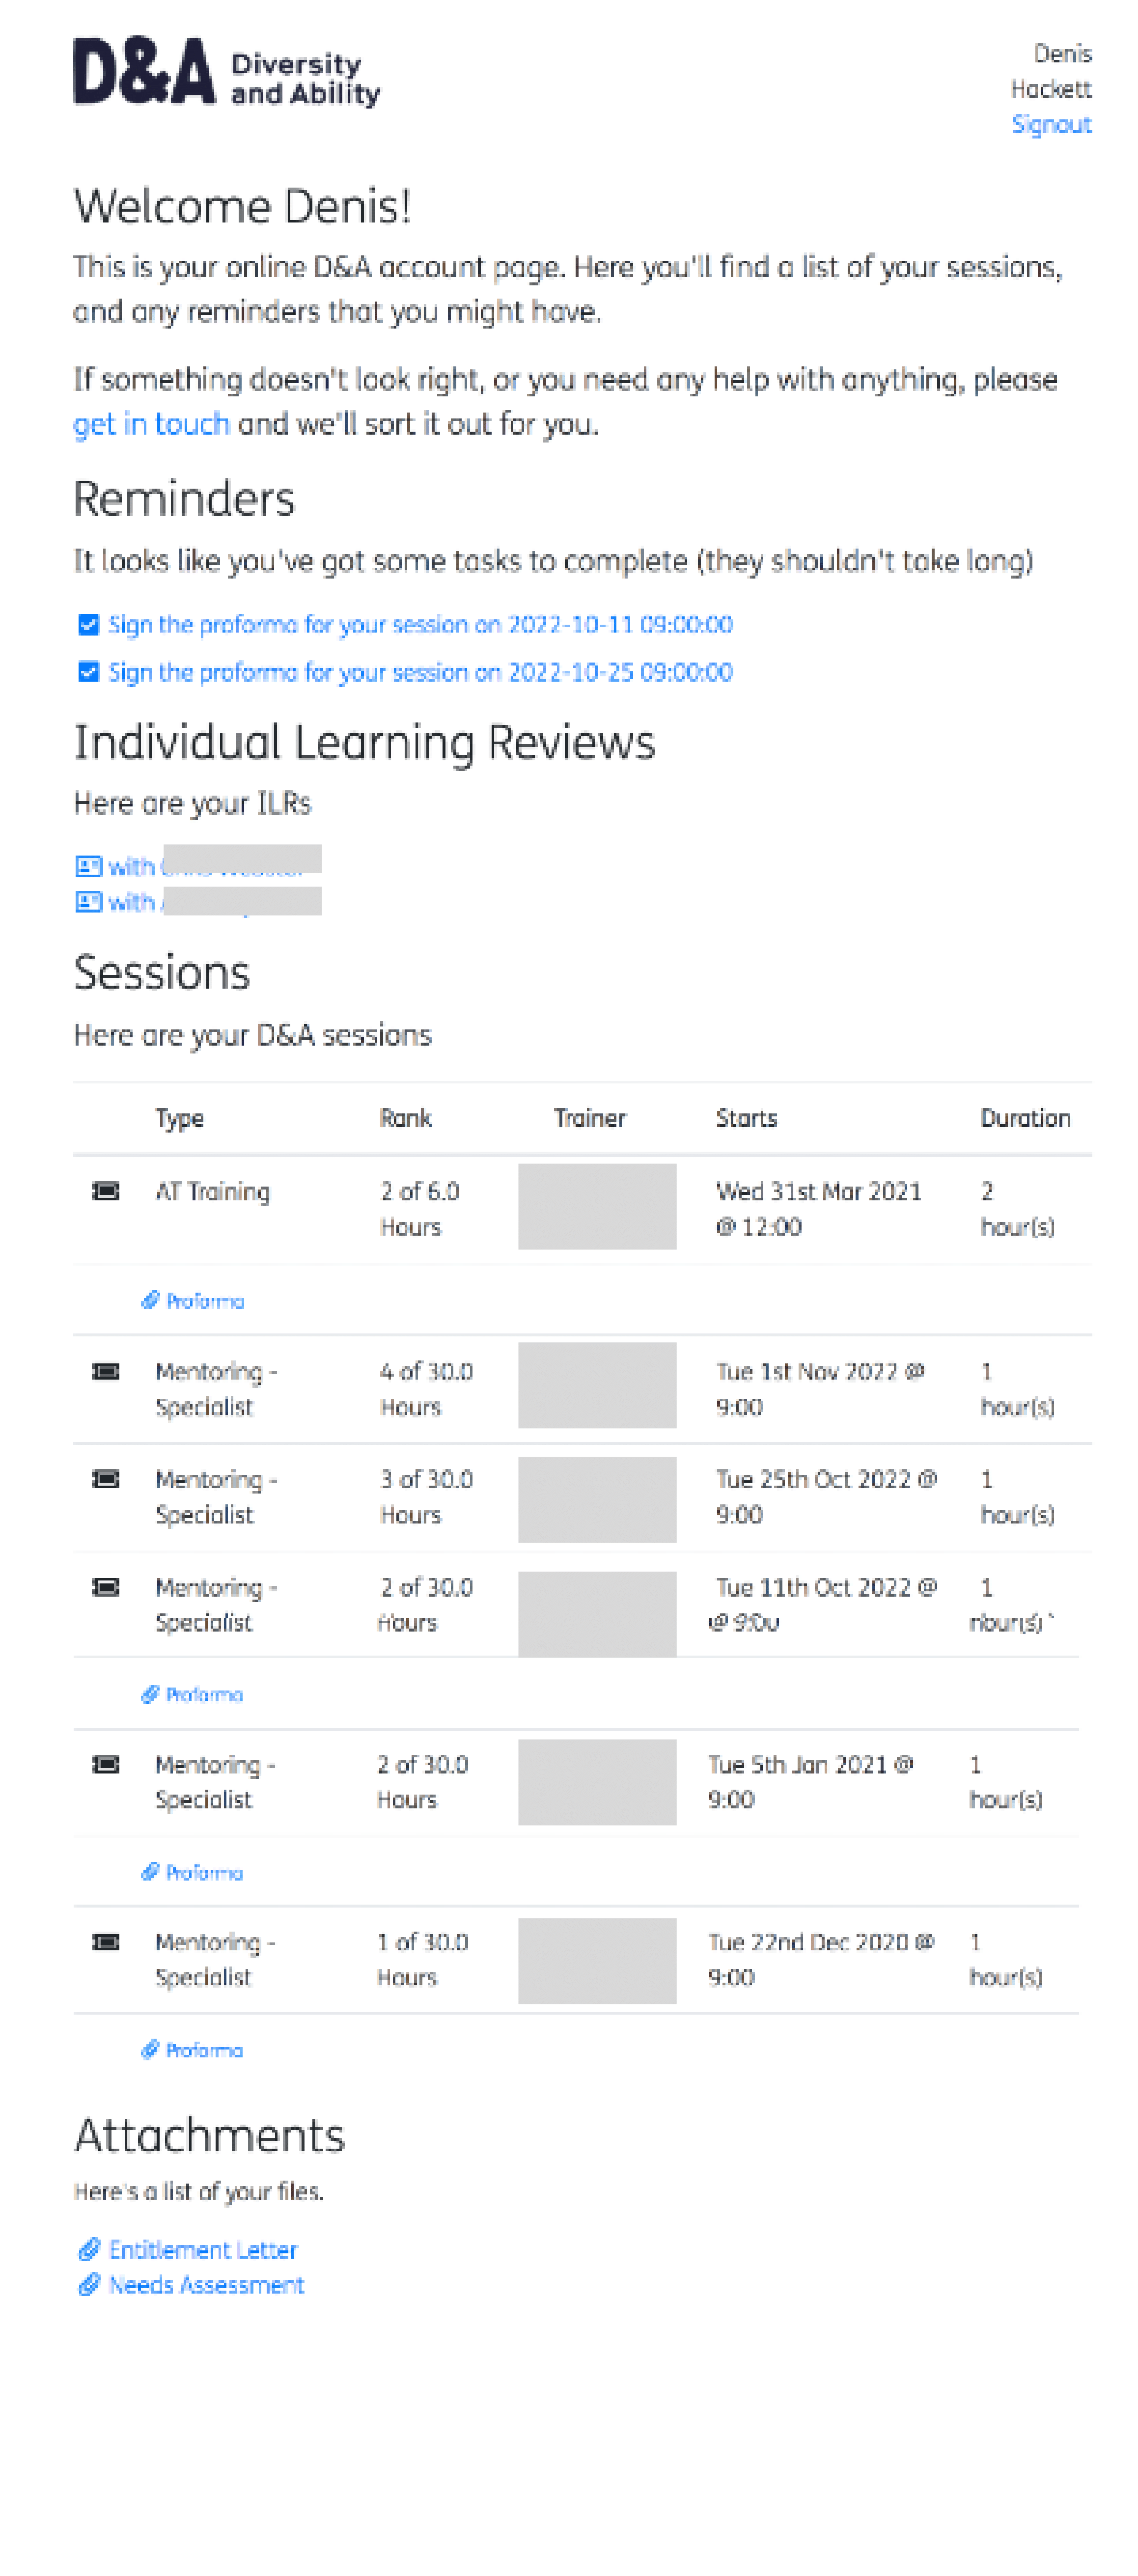 D&A Diversity
and Ability
Denis
Hackett
Signout
Welcome Denis!
This is your online D&A account page. Here you'll find a list of your sessions,
and any reminders that you might have.
If something doesn't look right, or you need any help with anything, please
get in touch and we'll sort it out for you.
Reminders
It looks like you've got some tasks to complete (they shouldn't take long)
Sign the proforma for your session on 2022-10-11 09:00:00
Sign the proforma for your session on 2022-10-25 09:00:00
Individual Learning Reviews
Here are your ILRs
with
with
Sessions
Here are your D&A sessions
Type Rank Trainer Starts Duration
AT Training 2 of 6.0 Wed 31st Mar 2021 2
Hours @ 12:00 hour(s)
Proforma
Mentoring - 4 of 30.0 Tue 1st Nov 2022 @ 1
Specialist Hours 9:00 hour(s)
Mentoring - 3 of 30.0 Tue 25th Oct 2022 @ 1
Specialist Hours 9:00 hour(s)
Mentoring - 2 of 30.0 Tue 11th Oct 2022 @ 1
Specialist Hours @ 9:00 hour(s)
Proforma
Mentoring - 2 of 30.0 Tue 5th Jan 2021 @ 1
Specialist Hours 9:00 hour(s)
Proforma
Mentoring - 1 of 30.0 Tue 22nd Dec 2020 @ 1
Specialist Hours 9:00 hour(s)
Proforma
Attachments
Here's a list of your files.
Entitlement Letter
Needs Assessment